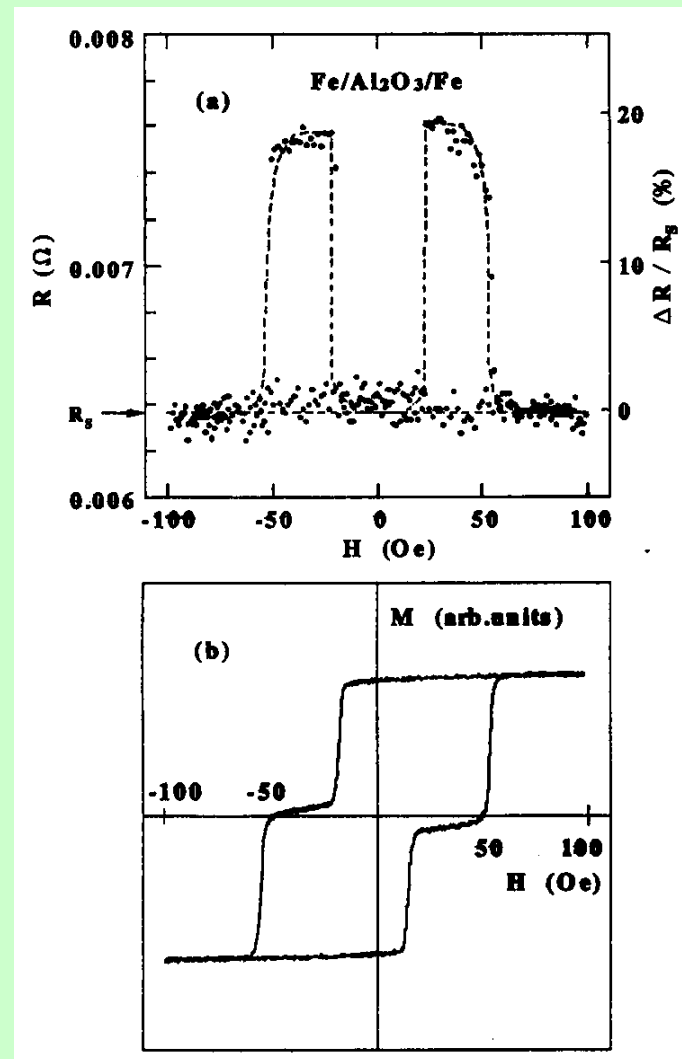 0.008
Fe/Al₂O₃/Fe
(a)
20
R (Ω)
0.007
10
ΔR / Rₛ (%)
Rₛ
0
0.006
-100 -50 0 50 100
H (Oe)
M (arb.units)
(b)
-100 -50
50 100
H (Oe)